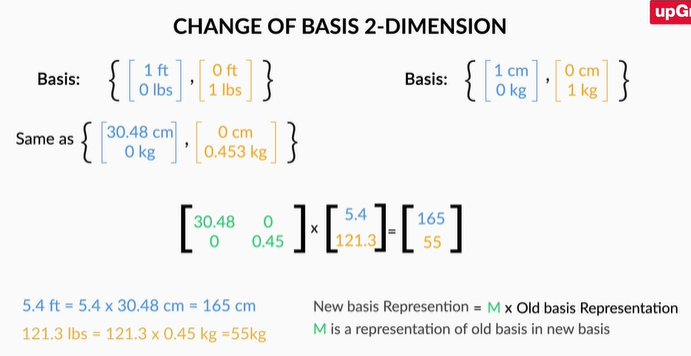 upG
CHANGE OF BASIS 2-DIMENSION
Basis: { [ 1 ft 0 lbs ] , [ 0 ft 1 lbs ] }
Basis: { [ 1 cm 0 kg ] , [ 0 cm 1 kg ] }
Same as { [ 30.48 cm 0 kg ] , [ 0 cm 0.453 kg ] }
[ 30.48 0 0 0.45 ] x [ 5.4 121.3 ] = [ 165 55 ]
5.4 ft = 5.4 x 30.48 cm = 165 cm
121.3 lbs = 121.3 x 0.45 kg =55kg
New basis Represention = M x Old basis Representation
M is a representation of old basis in new basis